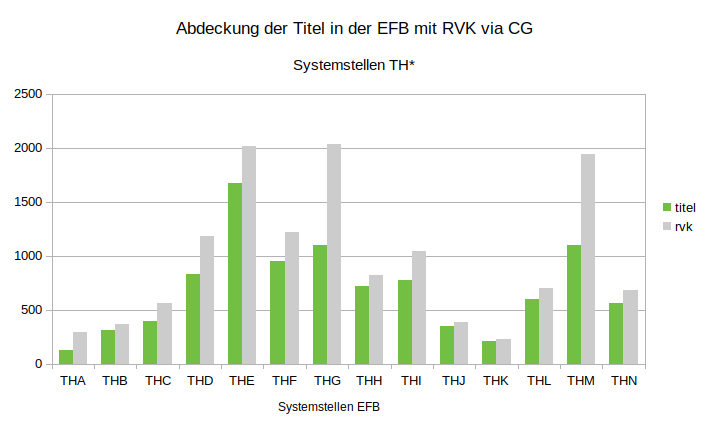 Abdeckung der Titel in der EFB mit RVK via CG
Systemstellen TH*
2500
2000
1500
1000
500
0
THA THB THC THD THE THF THG THH THI THJ THK THL THM THN
Systemstellen EFB
titel
rvk